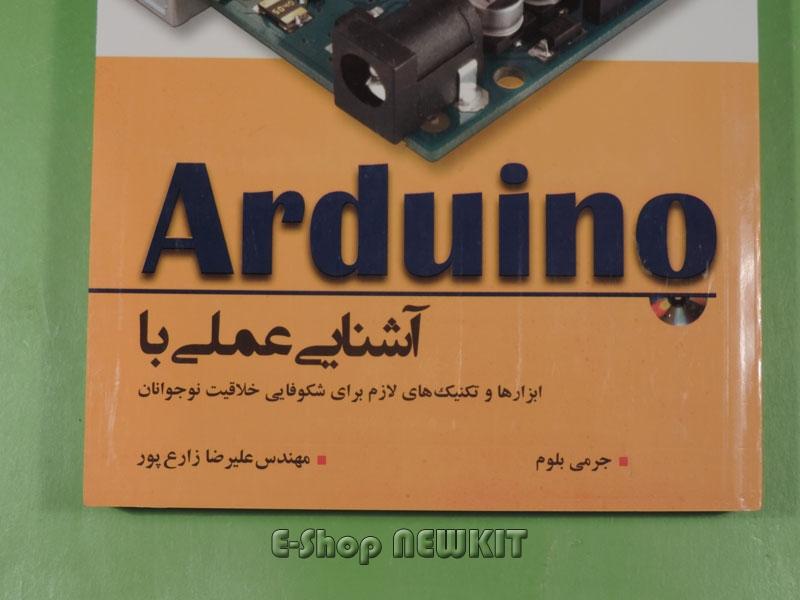 Arduino
آشنایی عملی با
ابزارها و تکنیک‌های لازم برای شکوفایی خلاقیت نوجوانان
جرمی بلوم
مهندس علیرضا زارع پور
E-Shop NEWKIT